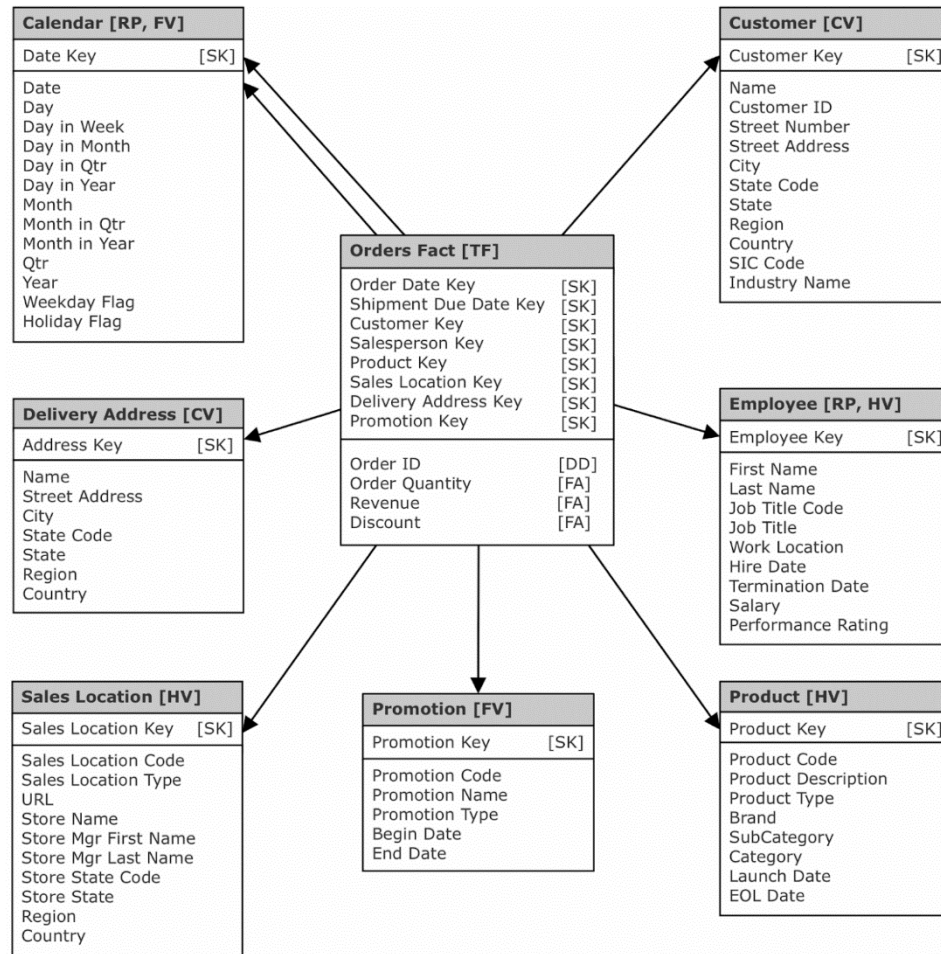 Calendar [RP, FV]
Date Key [SK]
Date
Day
Day in Week
Day in Month
Day in Qtr
Day in Year
Month
Month in Qtr
Month in Year
Qtr
Year
Weekday Flag
Holiday Flag
Customer [CV]
Customer Key [SK]
Name
Customer ID
Street Number
Street Address
City
State Code
State
Region
Country
SIC Code
Industry Name
Orders Fact [TF]
Order Date Key [SK]
Shipment Due Date Key [SK]
Customer Key [SK]
Salesperson Key [SK]
Product Key [SK]
Sales Location Key [SK]
Delivery Address Key [SK]
Promotion Key [SK]
Order ID [DD]
Order Quantity [FA]
Revenue [FA]
Discount [FA]
Delivery Address [CV]
Address Key [SK]
Name
Street Address
City
State Code
State
Region
Country
Employee [RP, HV]
Employee Key [SK]
First Name
Last Name
Job Title Code
Job Title
Work Location
Hire Date
Termination Date
Salary
Performance Rating
Sales Location [HV]
Sales Location Key [SK]
Sales Location Code
Sales Location Type
URL
Store Name
Store Mgr First Name
Store Mgr Last Name
Store State Code
Store State
Region
Country
Promotion [FV]
Promotion Key [SK]
Promotion Code
Promotion Name
Promotion Type
Begin Date
End Date
Product [HV]
Product Key [SK]
Product Code
Product Description
Product Type
Brand
SubCategory
Category
Launch Date
EOL Date